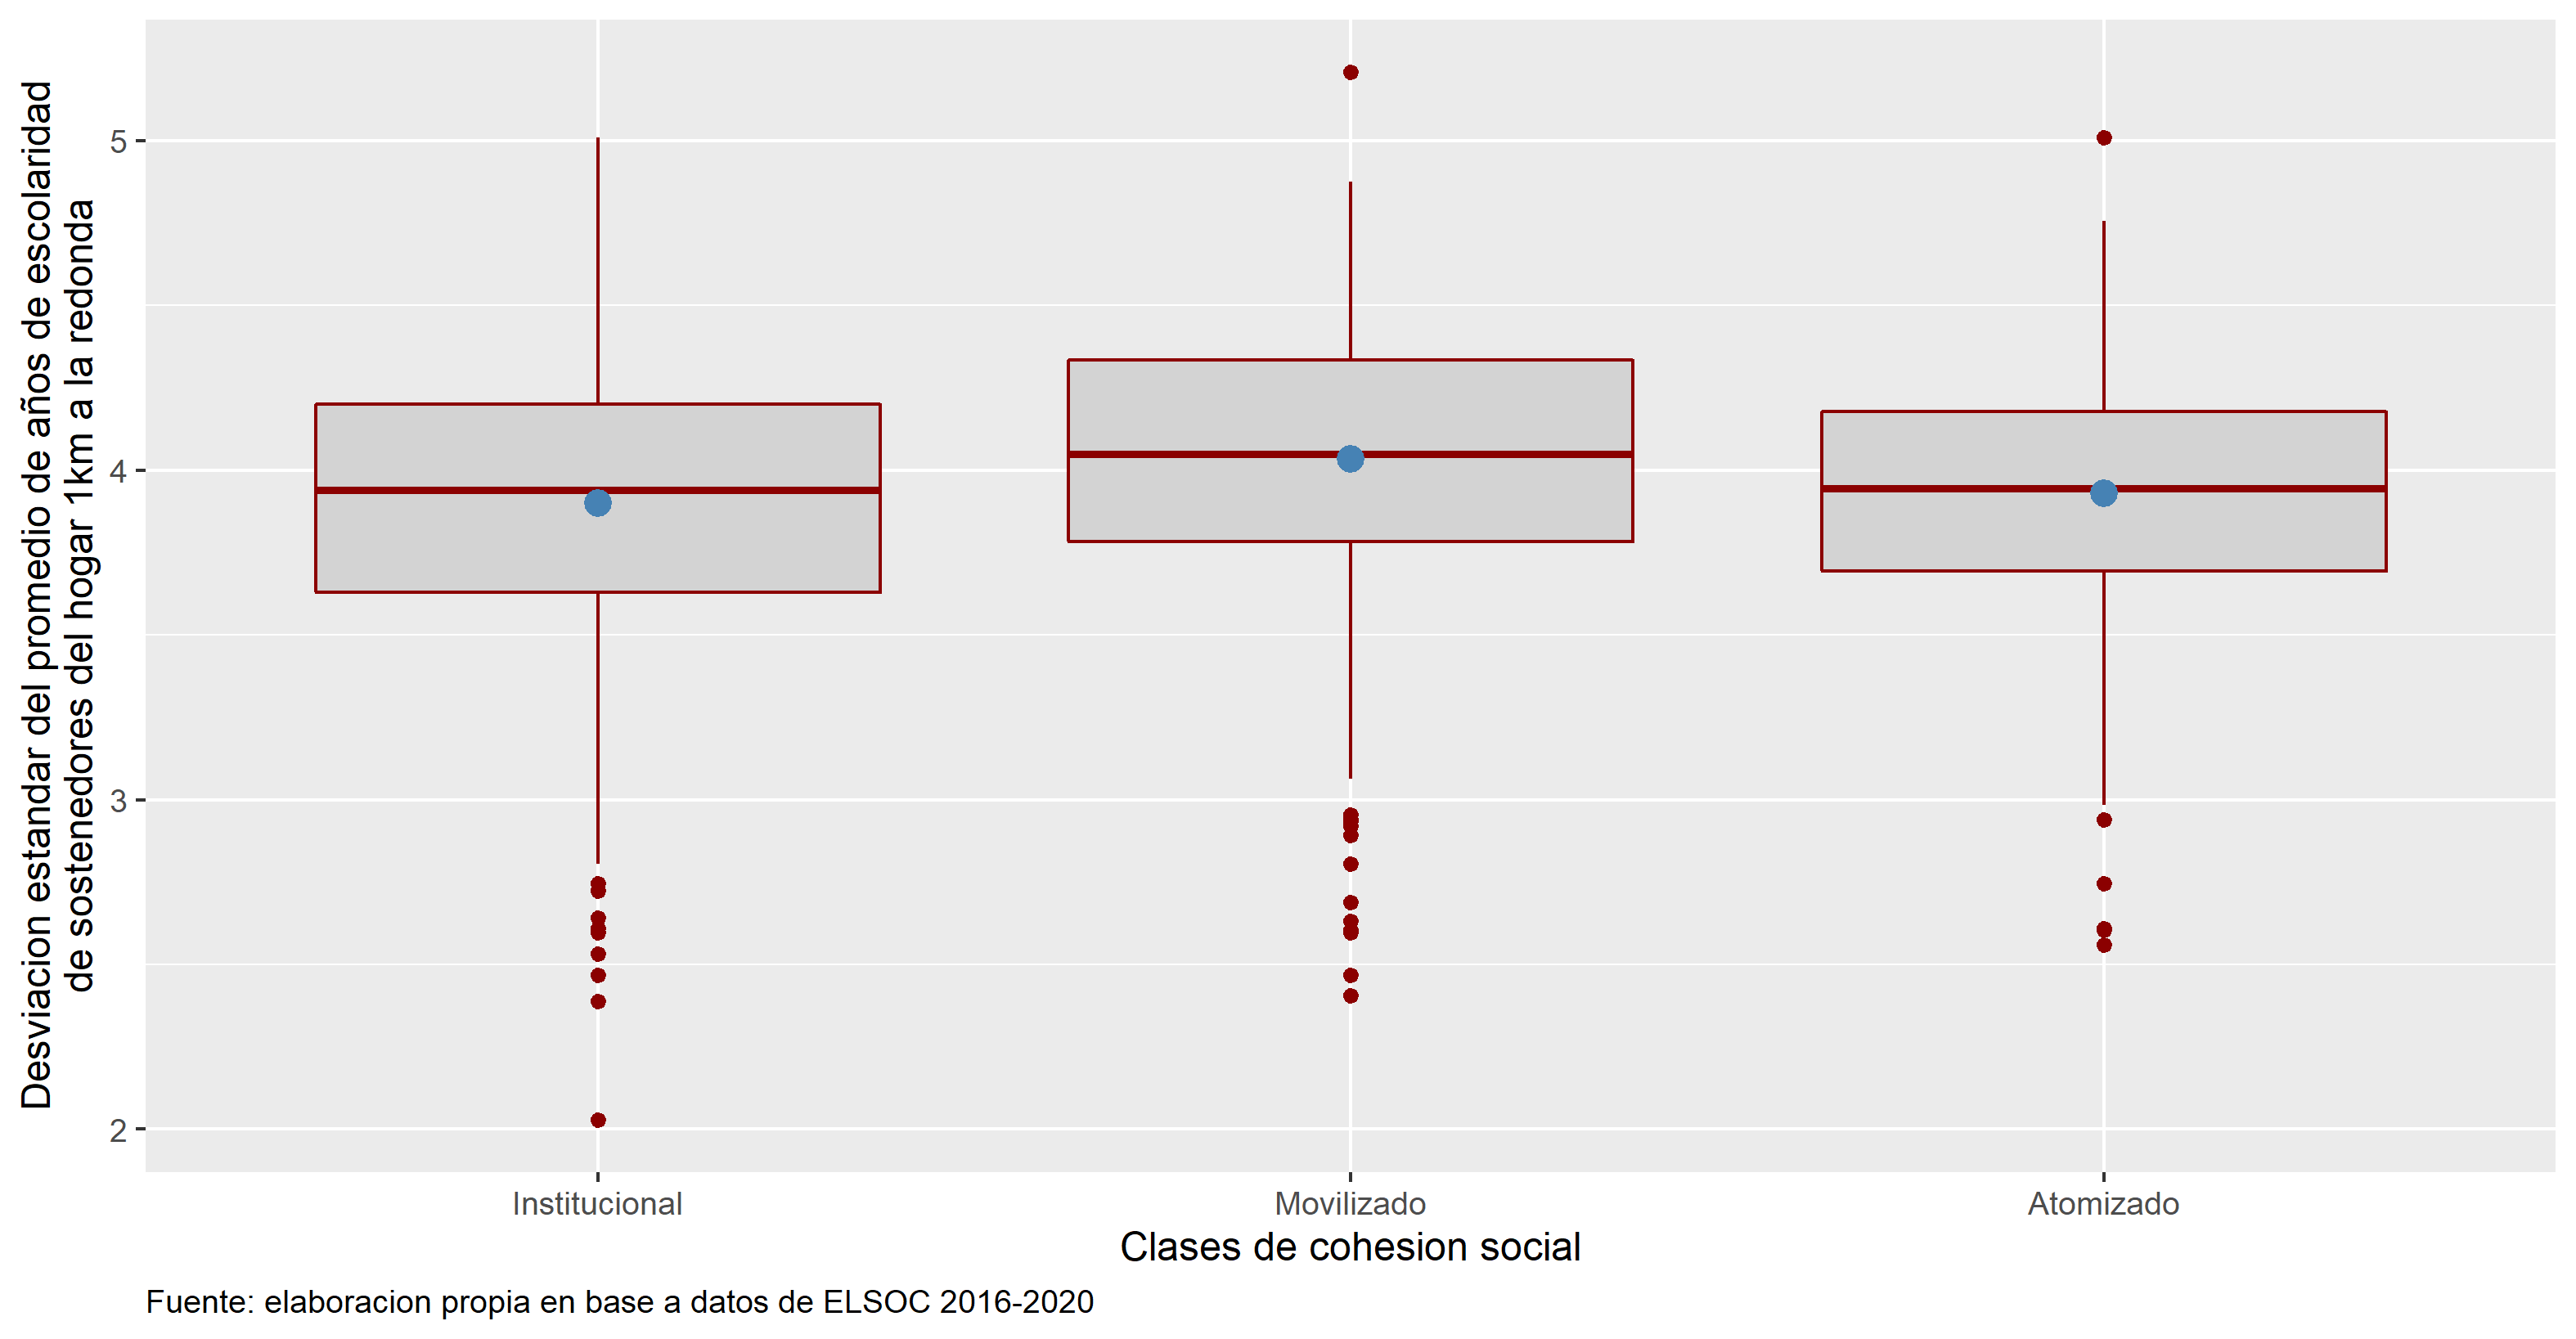 Desviacion estandar del promedio de años de escolaridad
de sostenedores del hogar 1km a la redonda
5
4
3
2
Institucional
Movilizado
Atomizado
Clases de cohesion social
Fuente: elaboracion propia en base a datos de ELSOC 2016-2020